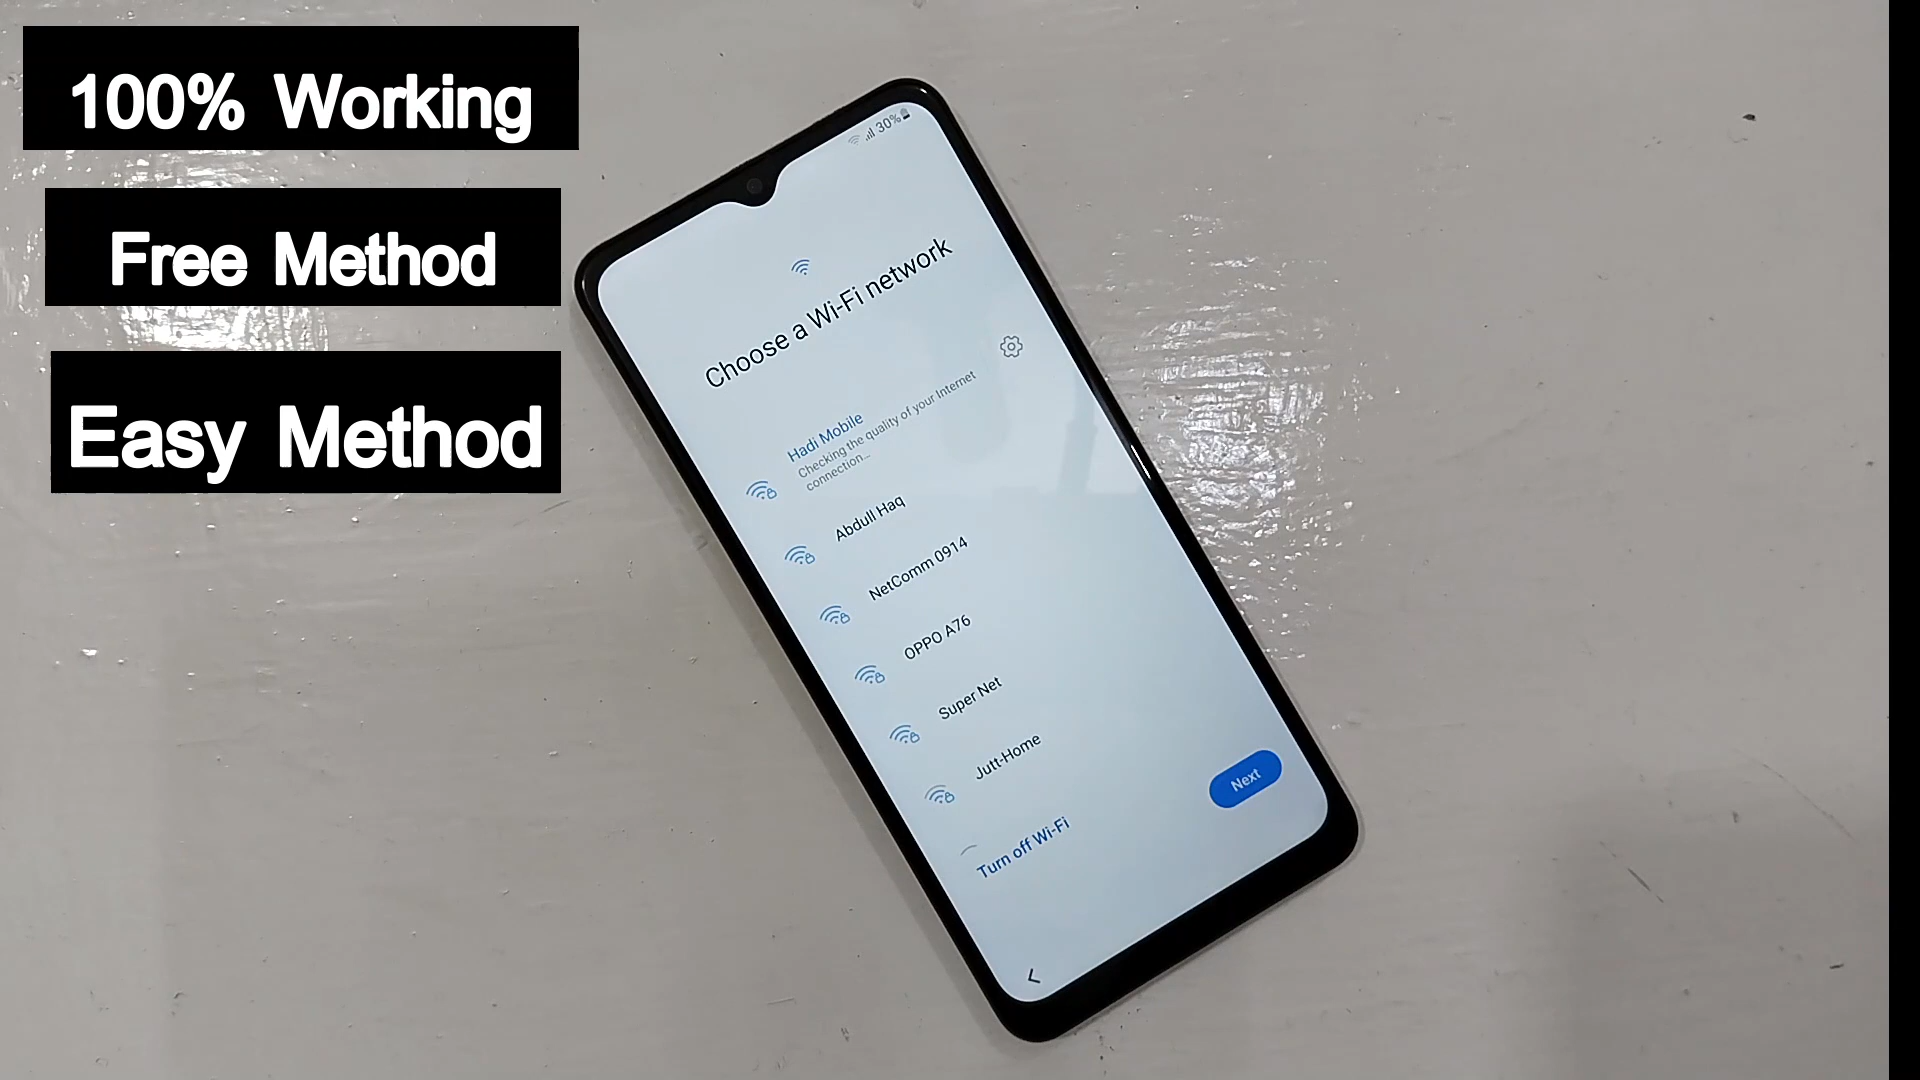 100% Working
Free Method
Easy Method
30%
Choose a Wi-Fi network
Hadi Mobile
Checking the quality of your Internet
connection...
Abdull Haq
NetComm 0914
OPPO A76
Super Net
Jutt-Home
Turn off Wi-Fi
Next